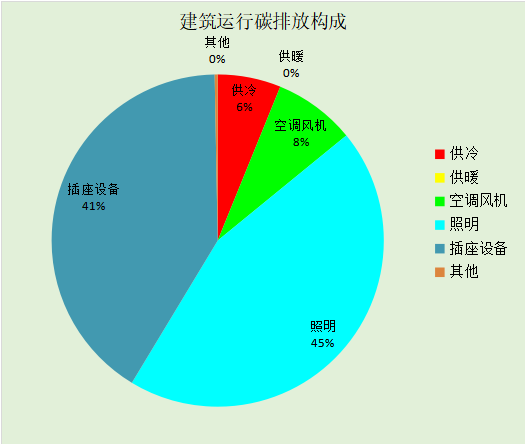 建筑运行碳排放构成
其他
0%
供暖
0%
供冷
6%
空调风机
8%
插座设备
41%
照明
45%
供冷
供暖
空调风机
照明
插座设备
其他